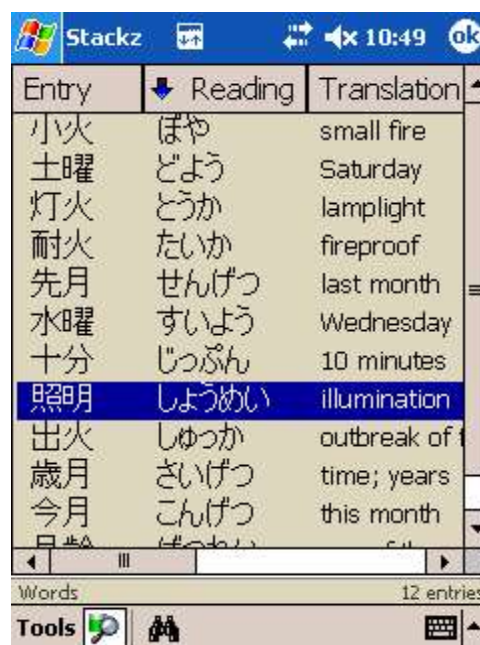 Stackz 10:49 ok
Entry Reading Translation
小火 ぼや small fire
土曜 どよう Saturday
灯火 とうか lamplight
耐火 たいか fireproof
先月 せんげつ last month
水曜 すいよう Wednesday
十分 じっぷん 10 minutes
照明 しょうめい illumination
出火 しゅっか outbreak of
歳月 さいげつ time; years
今月 こんげつ this month
Words 12 entries
Tools